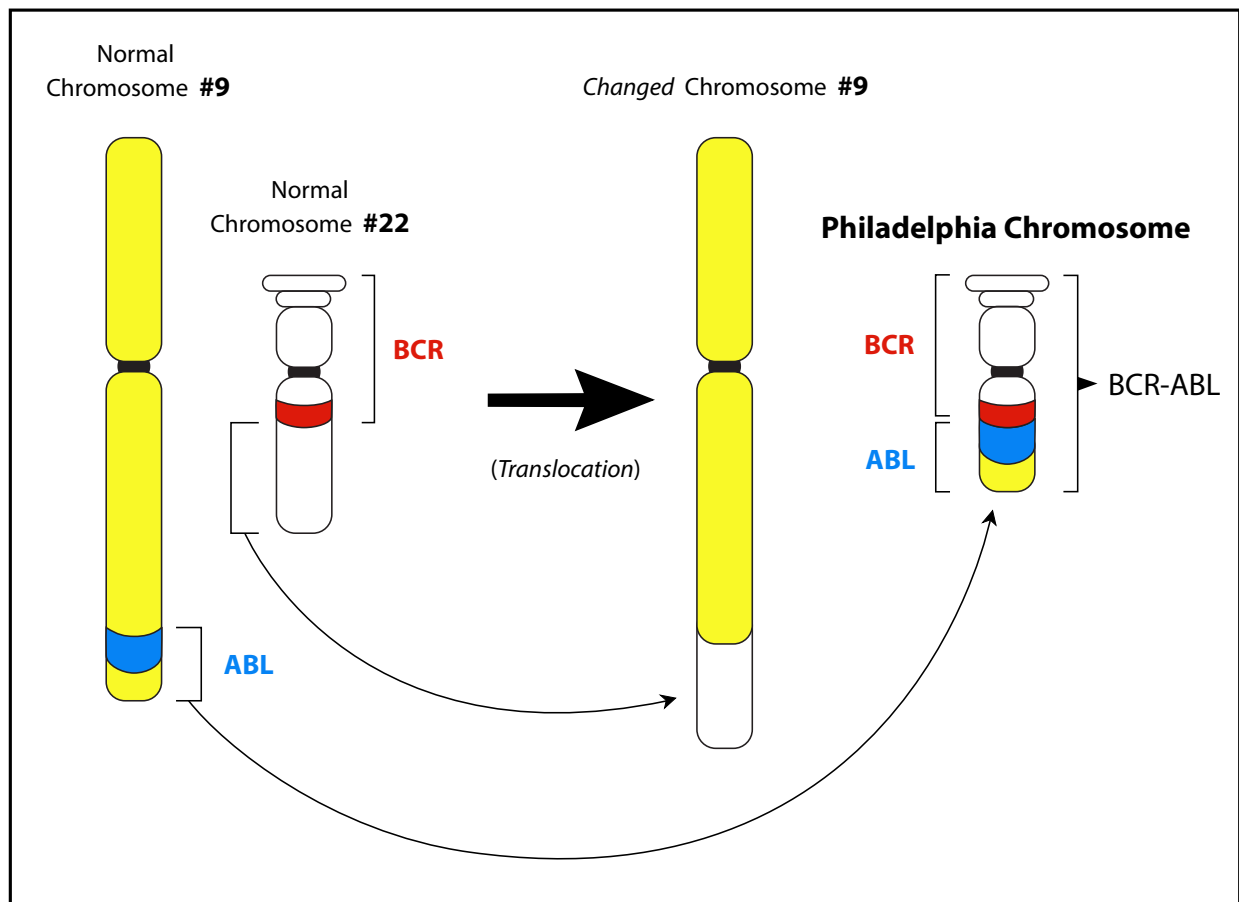 Normal
Chromosome #9
Normal
Chromosome #22
BCR
ABL
(Translocation)
Changed Chromosome #9
Philadelphia Chromosome
BCR
ABL
BCR-ABL